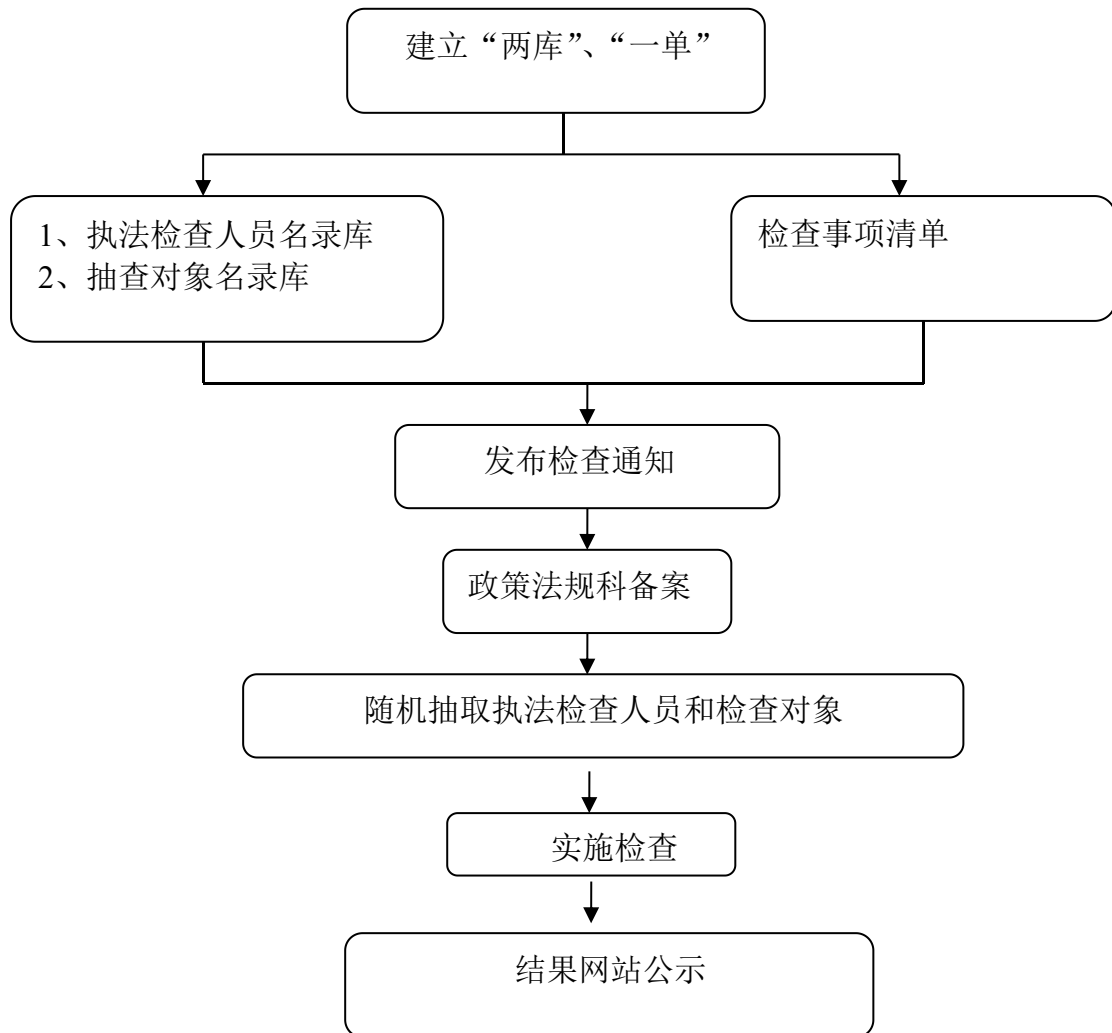 建立“两库”、“一单”
1、执法检查人员名录库
2、抽查对象名录库
检查事项清单
发布检查通知
政策法规科备案
随机抽取执法检查人员和检查对象
实施检查
结果网站公示